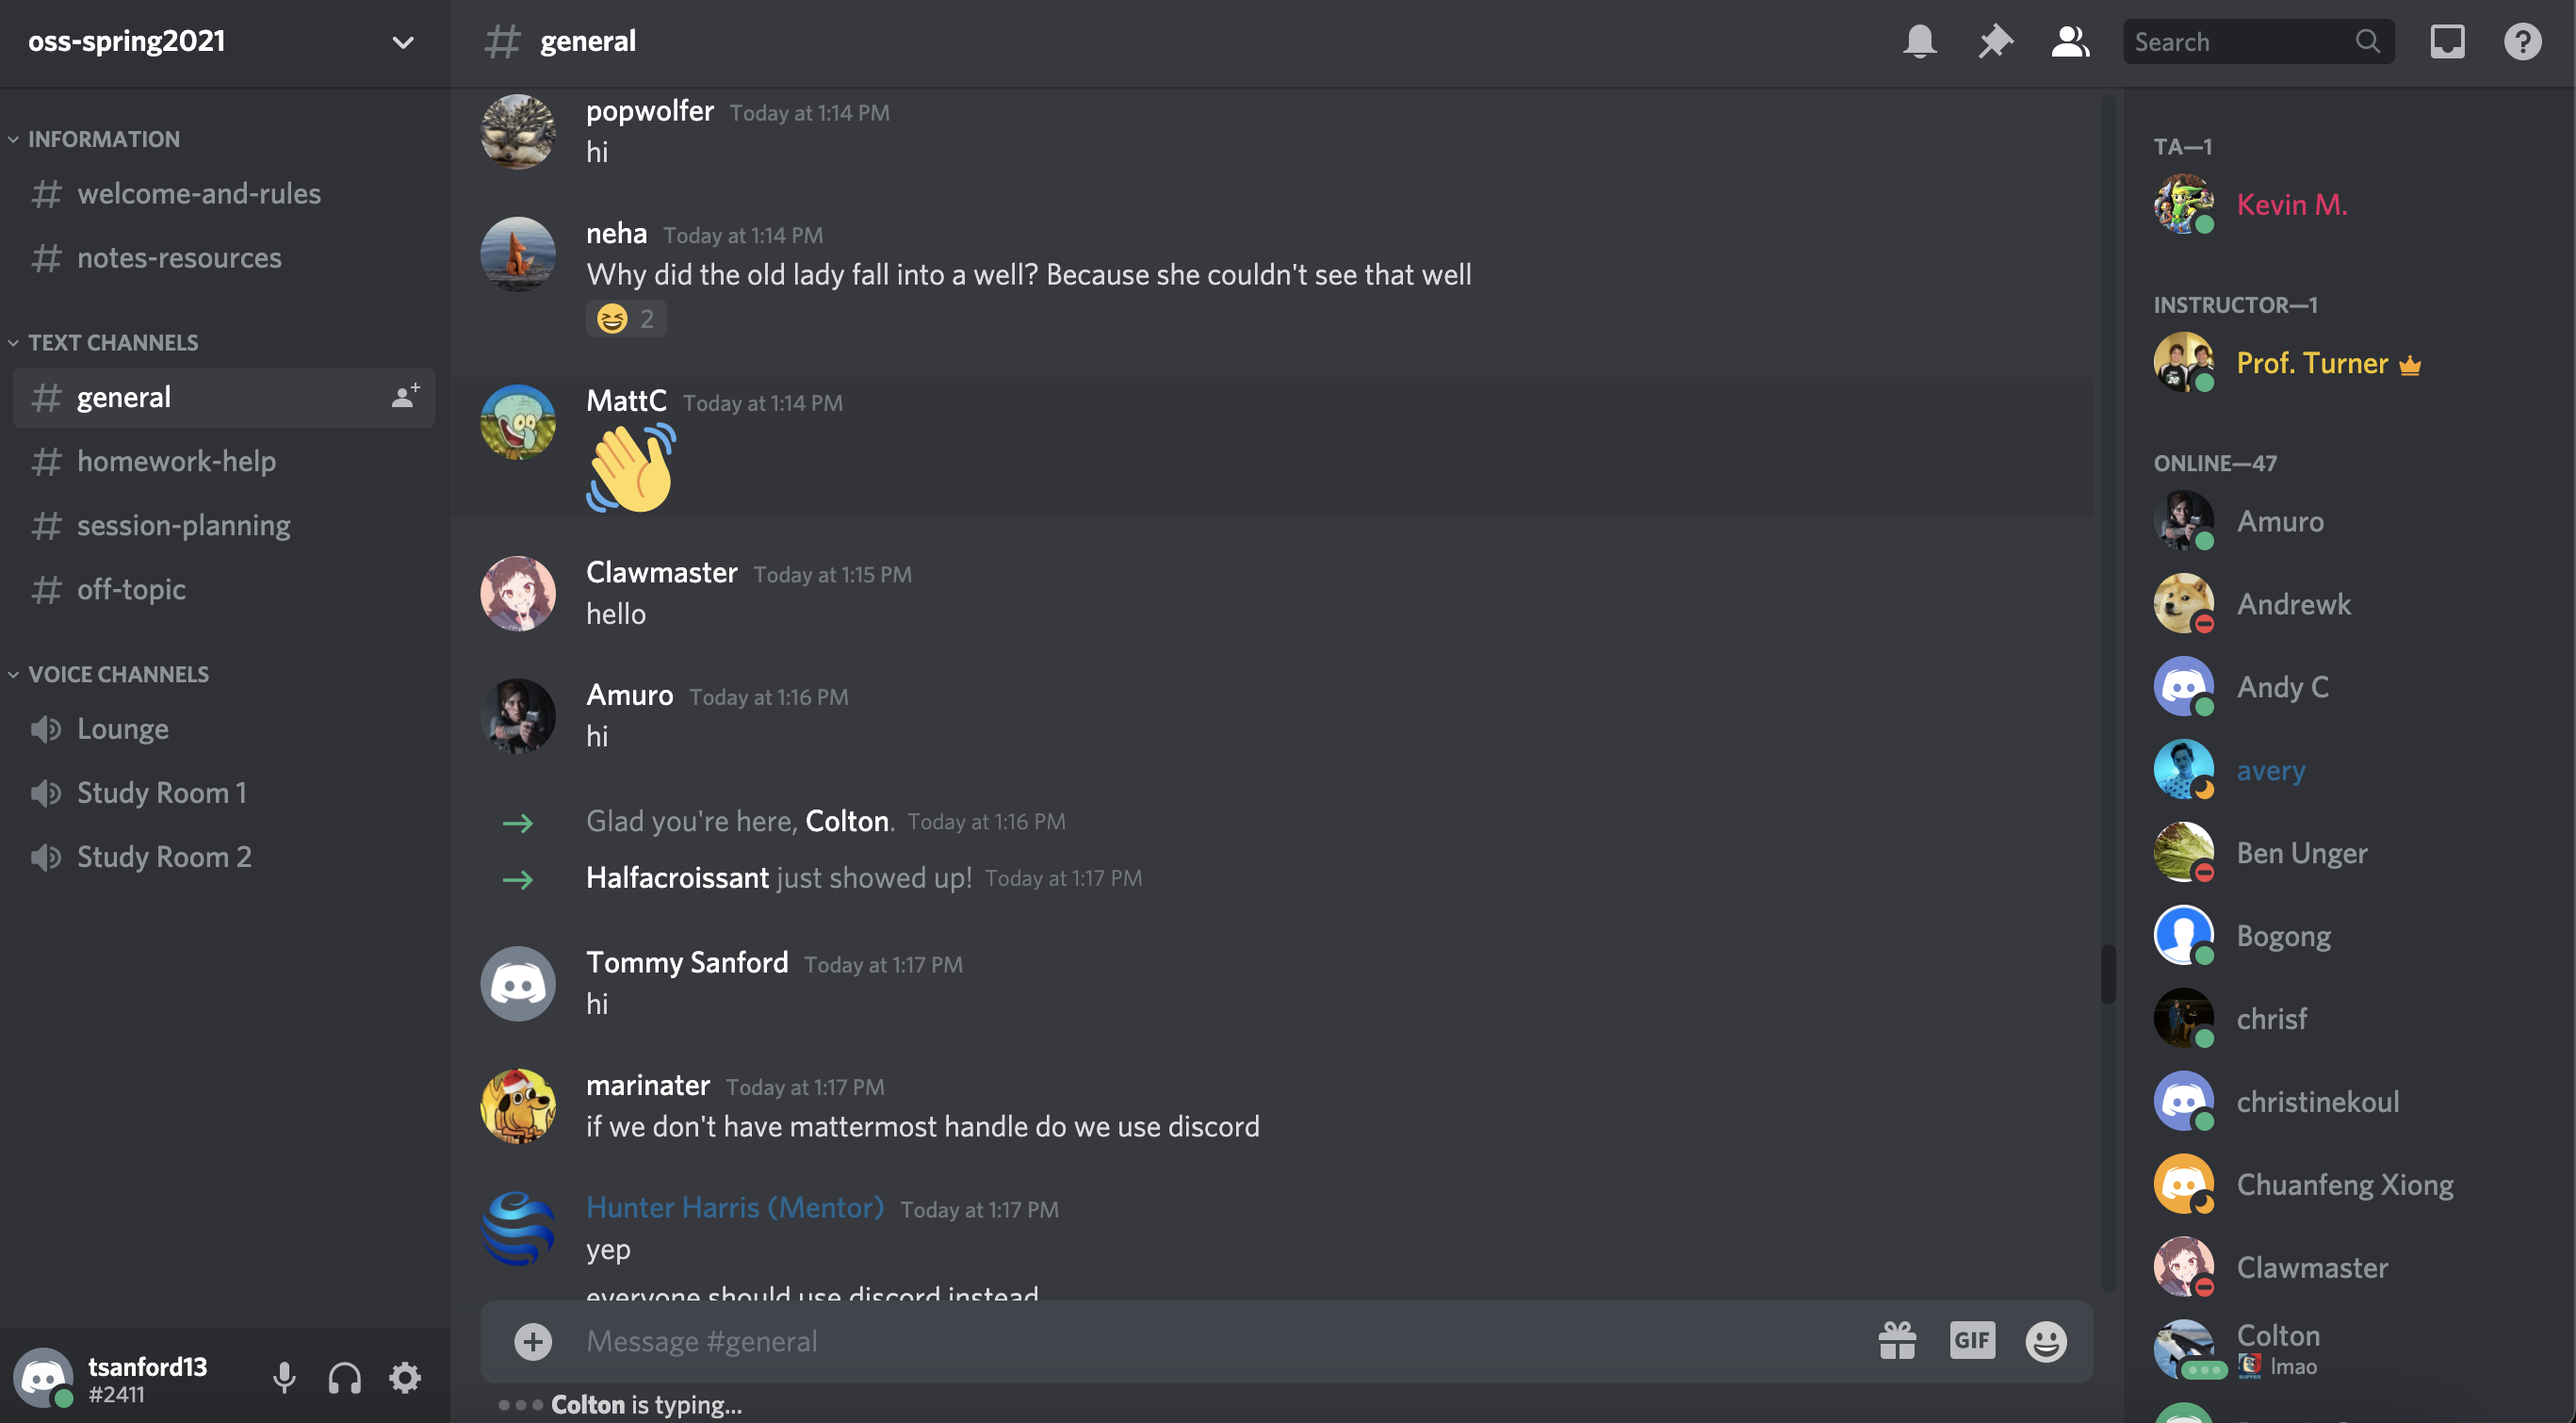 oss-spring2021
INFORMATION
# welcome-and-rules
# notes-resources
TEXT CHANNELS
# general
# homework-help
# session-planning
# off-topic
VOICE CHANNELS
Lounge
Study Room 1
Study Room 2
tsanford13
#2411
# general
Search
popwolfer Today at 1:14 PM
hi
neha Today at 1:14 PM
Why did the old lady fall into a well? Because she couldn't see that well
😆 2
MattC Today at 1:14 PM
👋
Clawmaster Today at 1:15 PM
hello
Amuro Today at 1:16 PM
hi
Glad you're here, Colton. Today at 1:16 PM
Halfacroissant just showed up! Today at 1:17 PM
Tommy Sanford Today at 1:17 PM
hi
marinater Today at 1:17 PM
if we don't have mattermost handle do we use discord
Hunter Harris (Mentor) Today at 1:17 PM
yep
everyone should use discord instead
Message #general
GIF
Colton is typing...
TA—1
Kevin M.
INSTRUCTOR—1
Prof. Turner
ONLINE—47
Amuro
Andrewk
Andy C
avery
Ben Unger
Bogong
chrisf
christinekoul
Chuanfeng Xiong
Clawmaster
Colton
lmao